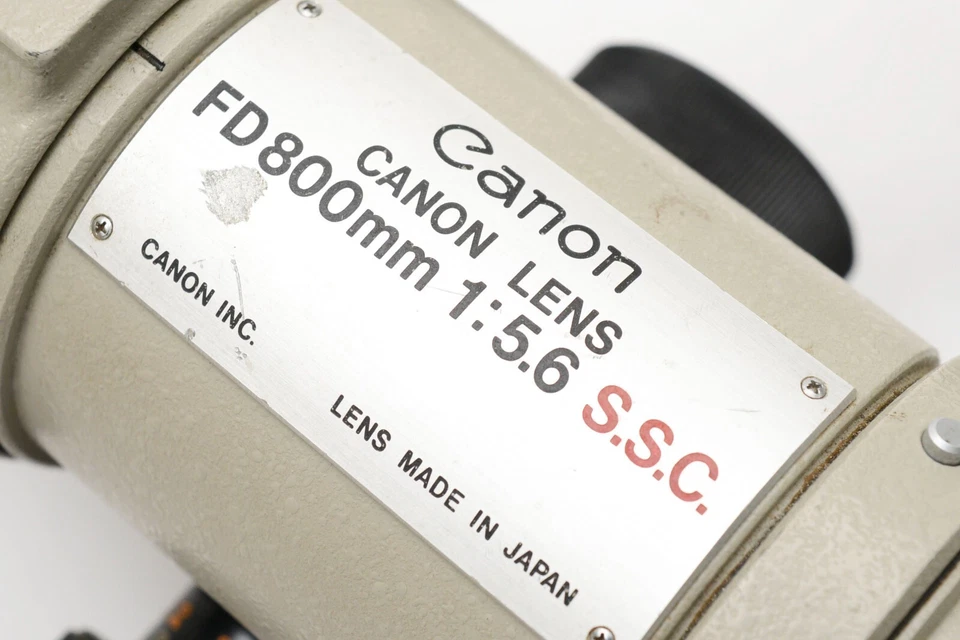 Canon
CANON LENS
FD800mm 1:5.6 S.S.C.
CANON INC.
LENS MADE IN JAPAN